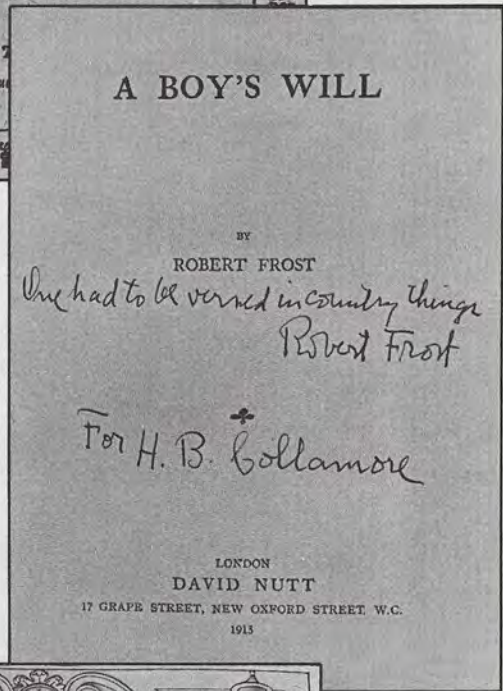 A BOY'S WILL
BY
ROBERT FROST
One had to be versed in country things
Robert Frost
For H. B. Collamore
LONDON
DAVID NUTT
17 GRAPE STREET, NEW OXFORD STREET, W.C.
1913